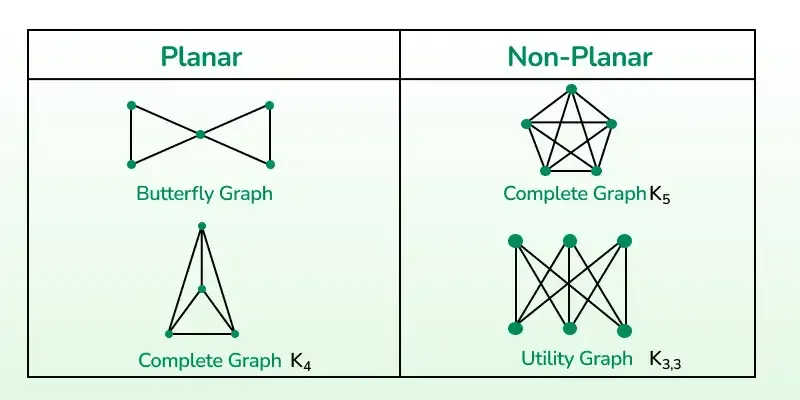 Planar
Non-Planar
Butterfly Graph
Complete Graph K₅
Complete Graph K₄
Utility Graph K₃,₃